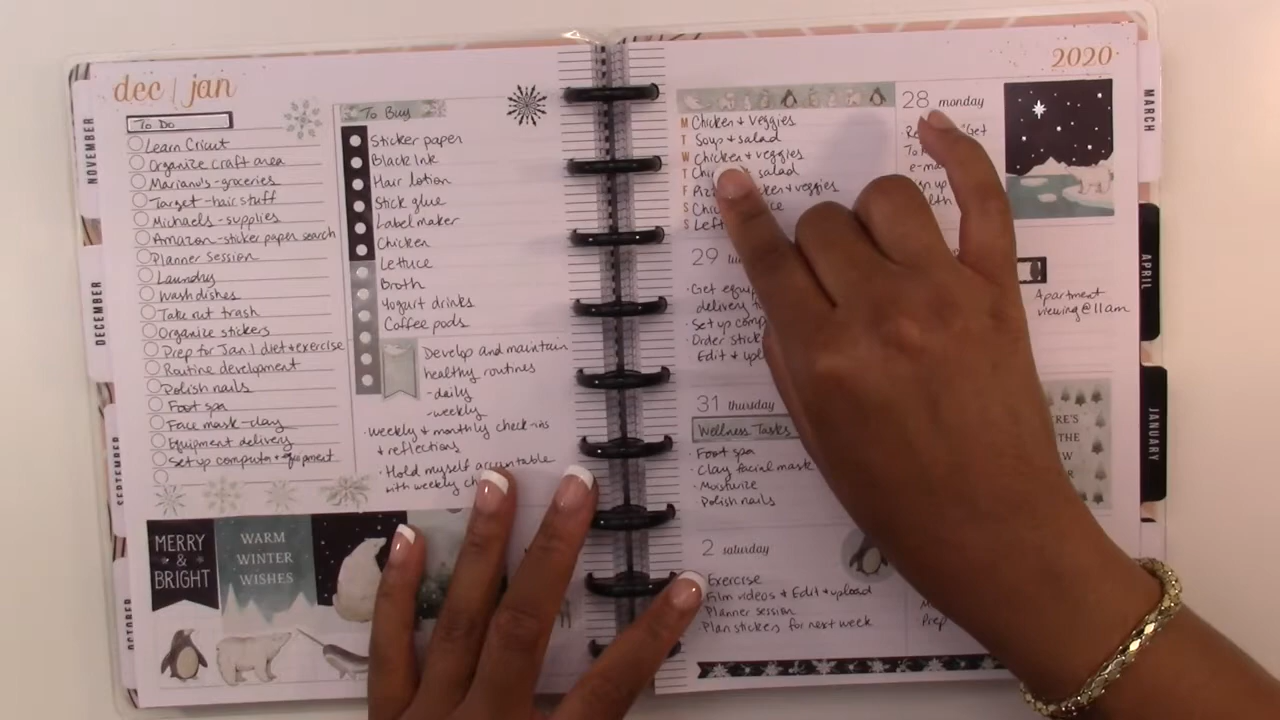 dec | jan
To Do
Learn Cricut
Organize craft area
Mariano's-groceries
Target-hair stuff
Michaels-supplies
Amazon-sticker paper search
Planner session
Laundry
Wash dishes
Take out trash
Organize stickers
Prep for Jan 1 diet & exercise
Routine development
Polish nails
Foot spa
Face mask-clay
Equipment delivery
Set up computer & equipment
To Buy
Sticker paper
Black Ink
Hair lotion
Stick glue
Label maker
Chicken
Lettuce
Broth
Yogurt drinks
Coffee pods
Develop and maintain
healthy routines
-daily
-weekly
·weekly & monthly check-ins
& reflections
·Hold myself accountable
with weekly
MERRY
&
BRIGHT
WARM
WINTER
WISHES
2020
M Chicken & veggies
T Soup & salad
W Chicken & veggies
T salad
F chicken & veggies
S
S Left
28 monday
Get
To
29
·Get
delivery
·Set up
·Order
Edit &
Apartment
viewing @ 11am
31 thursday
Wellness Tasks
·Foot spa
·Clay facial mask
·Moisturize
·Polish nails
THE
2 saturday
Exercise
Film videos & Edit & upload
Planner session
Plan stickers for next week
Prep
NOVEMBER
DECEMBER
SEPTEMBER
OCTOBER
MARCH
APRIL
JANUARY